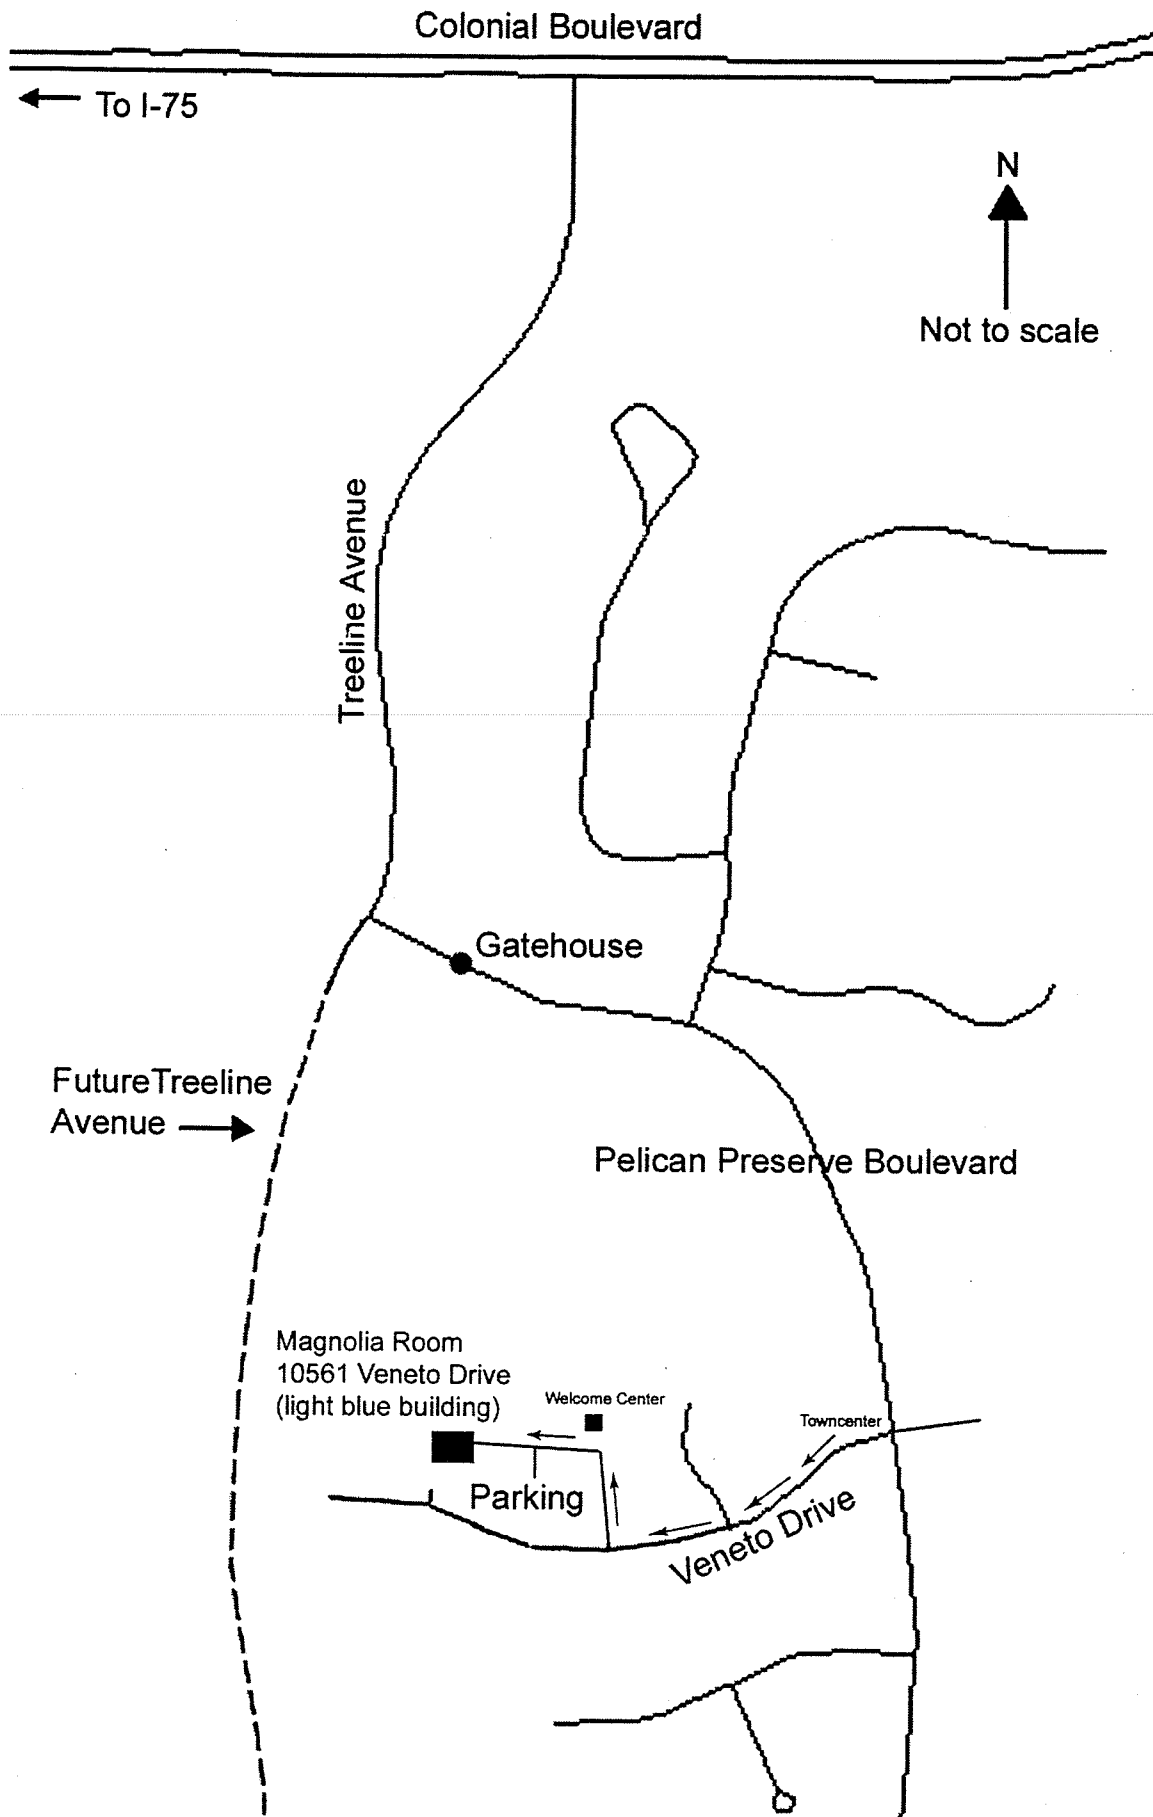 Colonial Boulevard
To I-75
N
Not to scale
Treeline Avenue
Gatehouse
FutureTreeline
Avenue
Pelican Preserve Boulevard
Magnolia Room
10561 Veneto Drive
(light blue building)
Welcome Center
Towncenter
Parking
Veneto Drive